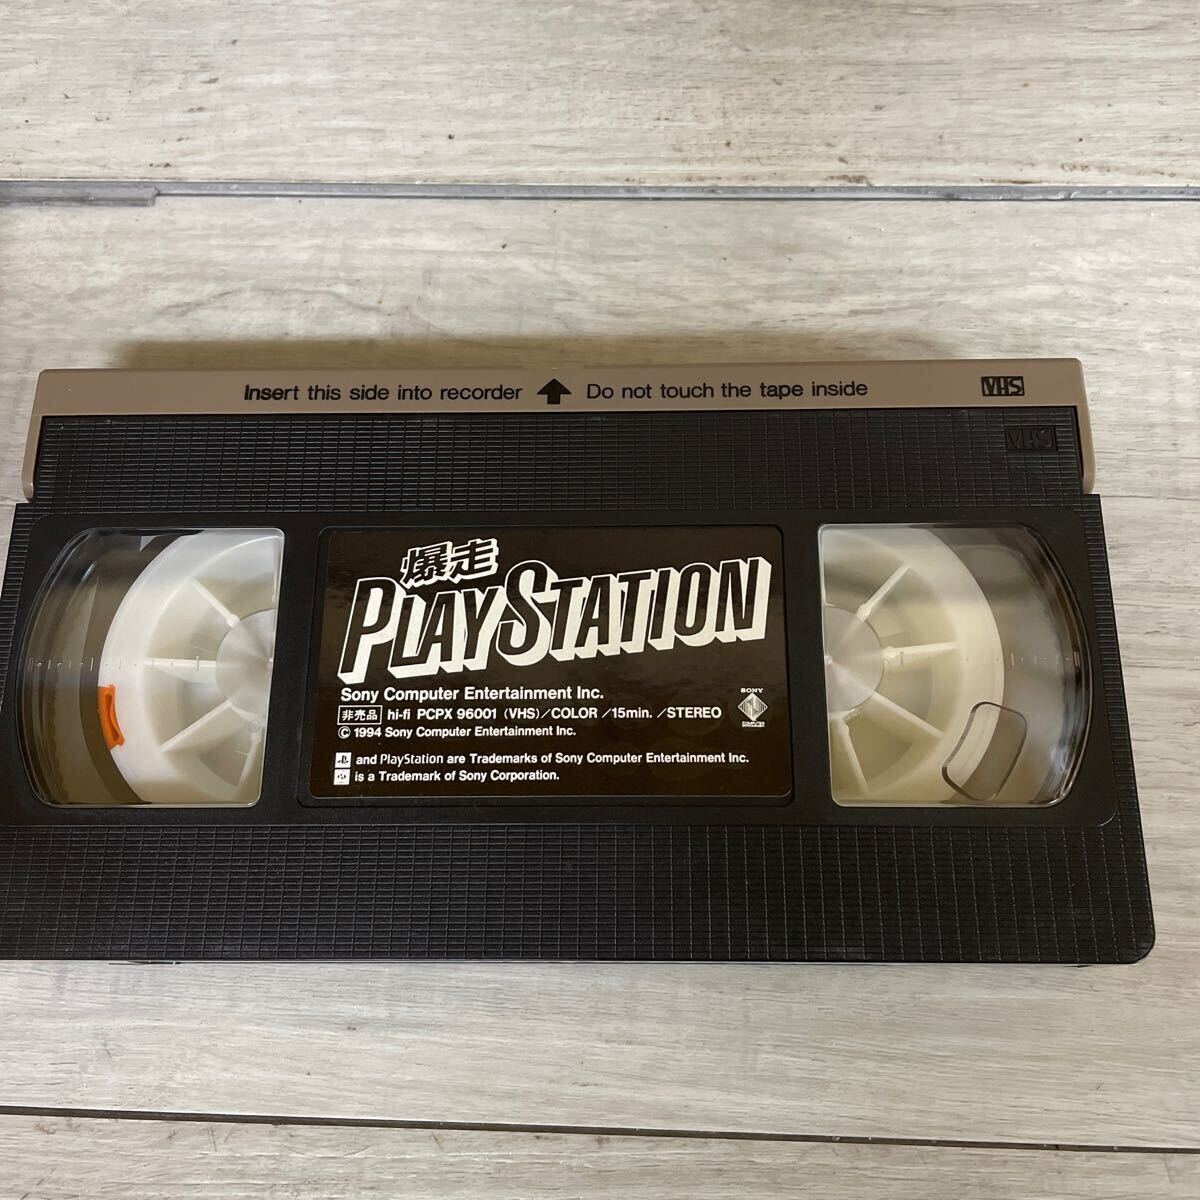 Insert this side into recorder ↑ Do not touch the tape inside VHS
VHS
爆走
PLAYSTATION
Sony Computer Entertainment Inc.
非売品 hi-fi PCPX 96001 (VHS)/COLOR /15min. /STEREO
© 1994 Sony Computer Entertainment Inc.
SONY
COMPUTER
and PlayStation are Trademarks of Sony Computer Entertainment Inc.
is a Trademark of Sony Corporation.